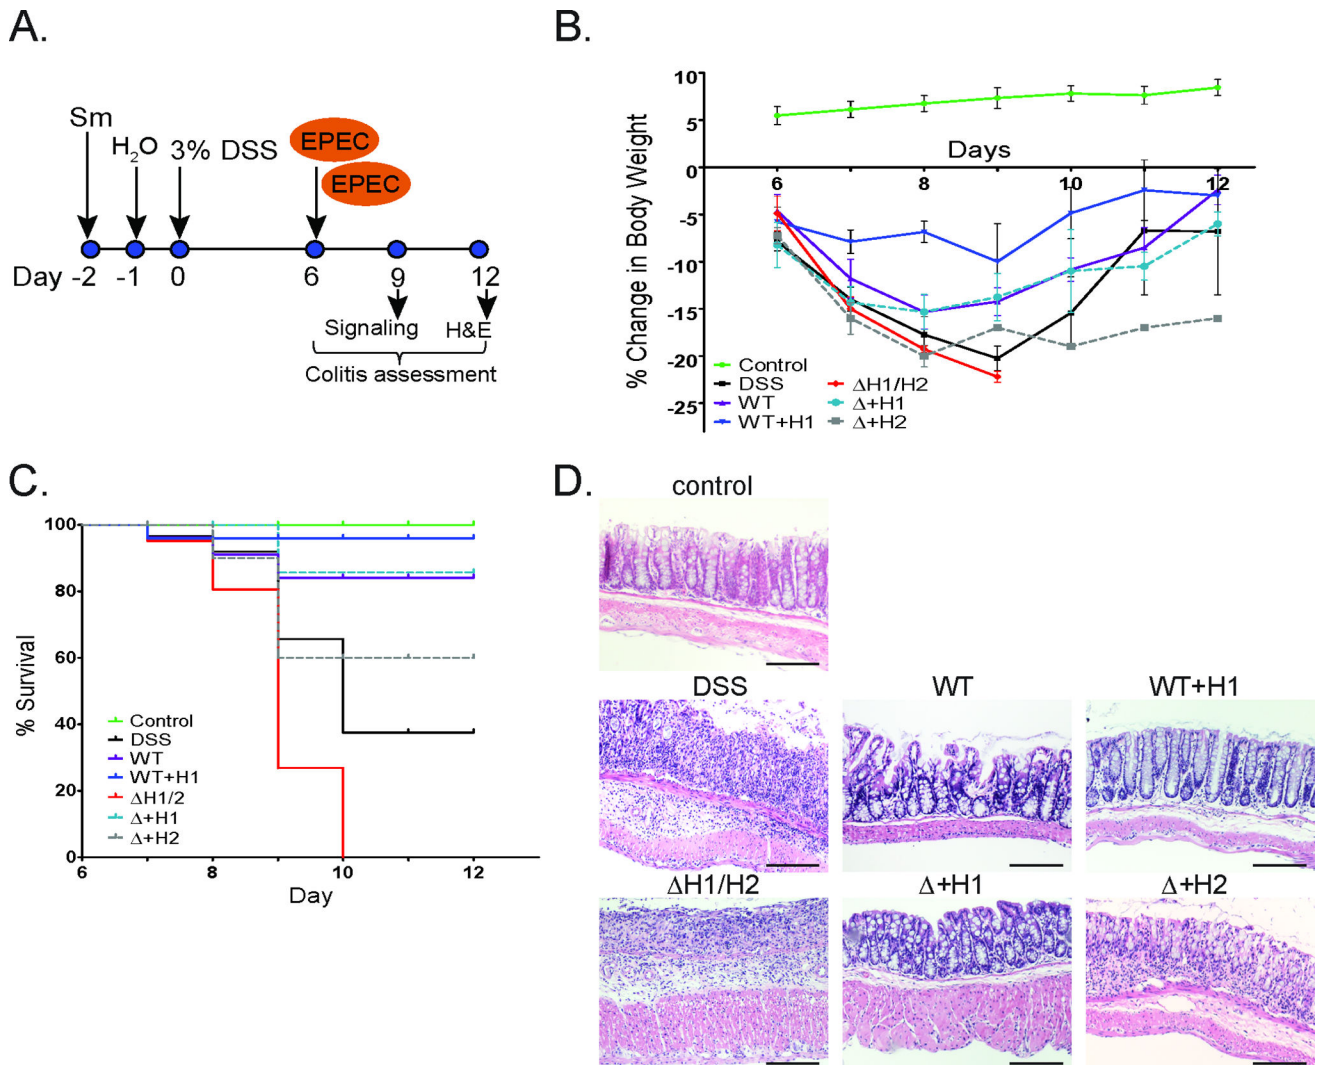 A.
Sm
H₂O
3% DSS
EPEC
EPEC
Day -2 -1 0 6 9 12
Signaling
H&E
Colitis assessment
B.
% Change in Body Weight
10
5
0
-5
-10
-15
-20
-25
Days
6 8 10 12
Control
DSS
WT
WT+H1
ΔH1/H2
Δ+H1
Δ+H2
C.
% Survival
100
80
60
40
20
0
6 8 10 12
Day
Control
DSS
WT
WT+H1
ΔH1/2
Δ+H1
Δ+H2
D.
control
DSS WT WT+H1
ΔH1/H2 Δ+H1 Δ+H2